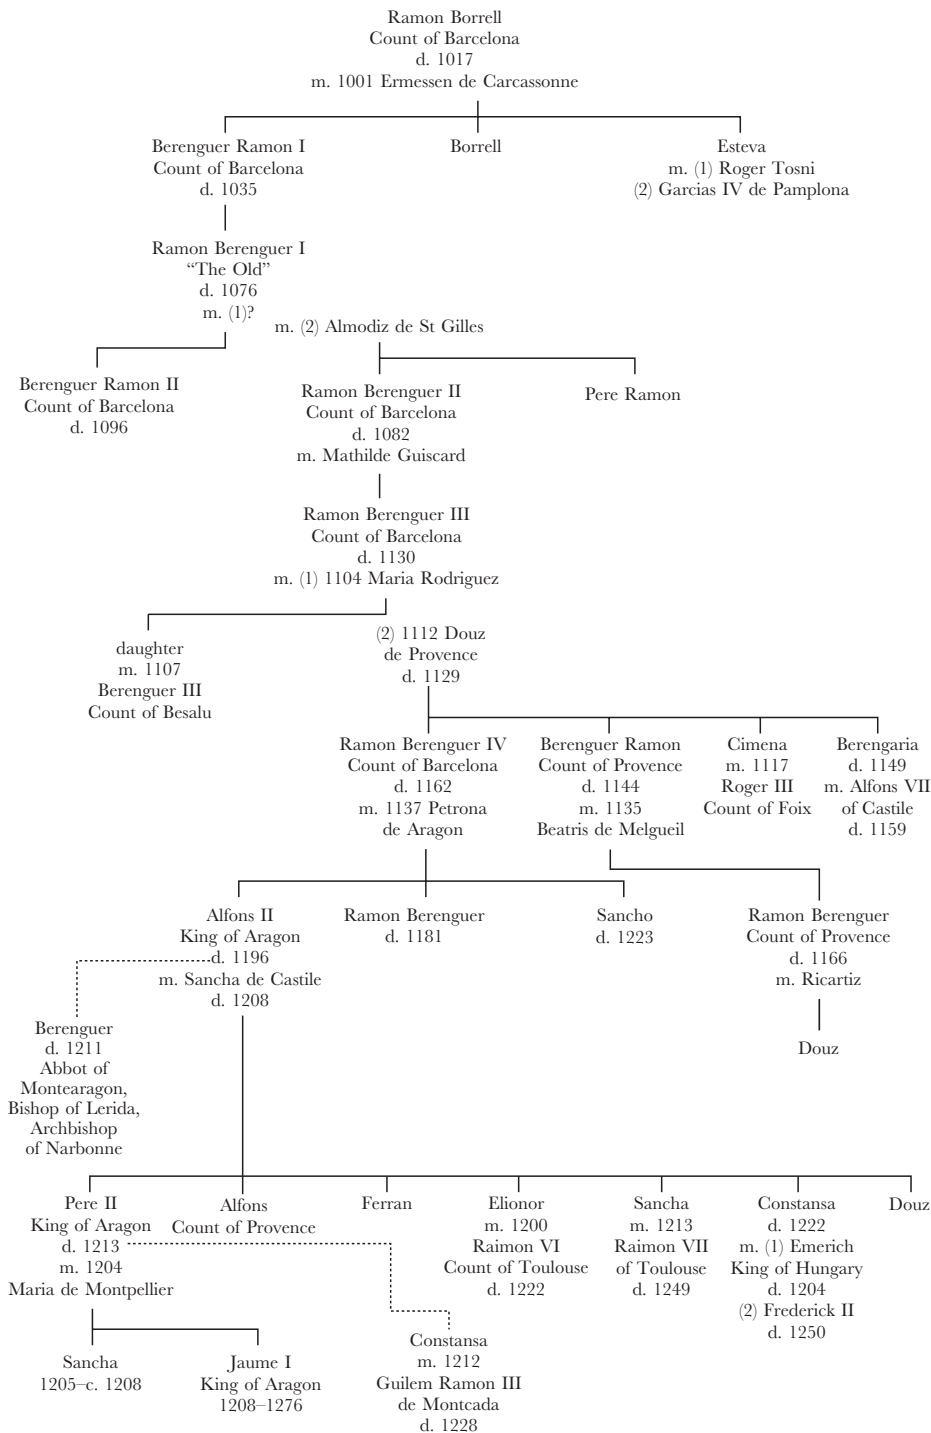 Ramon Borrell
Count of Barcelona
d. 1017
m. 1001 Ermessen de Carcassonne
Berenguer Ramon I
Count of Barcelona
d. 1035
Borrell
Esteva
m. (1) Roger Tosni
(2) Garcias IV de Pamplona
Ramon Berenguer I
“The Old”
d. 1076
m. (1)?
m. (2) Almodiz de St Gilles
Berenguer Ramon II
Count of Barcelona
d. 1096
Ramon Berenguer II
Count of Barcelona
d. 1082
m. Mathilde Guiscard
Pere Ramon
Ramon Berenguer III
Count of Barcelona
d. 1130
m. (1) 1104 Maria Rodriguez
daughter
m. 1107
Berenguer III
Count of Besalu
(2) 1112 Douz
de Provence
d. 1129
Ramon Berenguer IV
Count of Barcelona
d. 1162
m. 1137 Petrona
de Aragon
Berenguer Ramon
Count of Provence
d. 1144
m. 1135
Beatris de Melgueil
Cimena
m. 1117
Roger III
Count of Foix
Berengaria
d. 1149
m. Alfons VII
of Castile
d. 1159
Alfons II
King of Aragon
d. 1196
m. Sancha de Castile
d. 1208
Ramon Berenguer
d. 1181
Sancho
d. 1223
Ramon Berenguer
Count of Provence
d. 1166
m. Ricartiz
Berenguer
d. 1211
Abbot of
Montearagon,
Bishop of Lerida,
Archbishop
of Narbonne
Douz
Pere II
King of Aragon
d. 1213
m. 1204
Maria de Montpellier
Alfons
Count of Provence
Ferran
Elionor
m. 1200
Raimon VI
Count of Toulouse
d. 1222
Sancha
m. 1213
Raimon VII
of Toulouse
d. 1249
Constansa
d. 1222
m. (1) Emerich
King of Hungary
d. 1204
(2) Frederick II
d. 1250
Douz
Sancha
1205–c. 1208
Jaume I
King of Aragon
1208–1276
Constansa
m. 1212
Guilem Ramon III
de Montcada
d. 1228